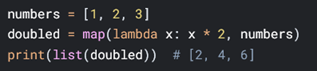 numbers = [1, 2, 3]
doubled = map(lambda x: x * 2, numbers)
print(list(doubled))  # [2, 4, 6]